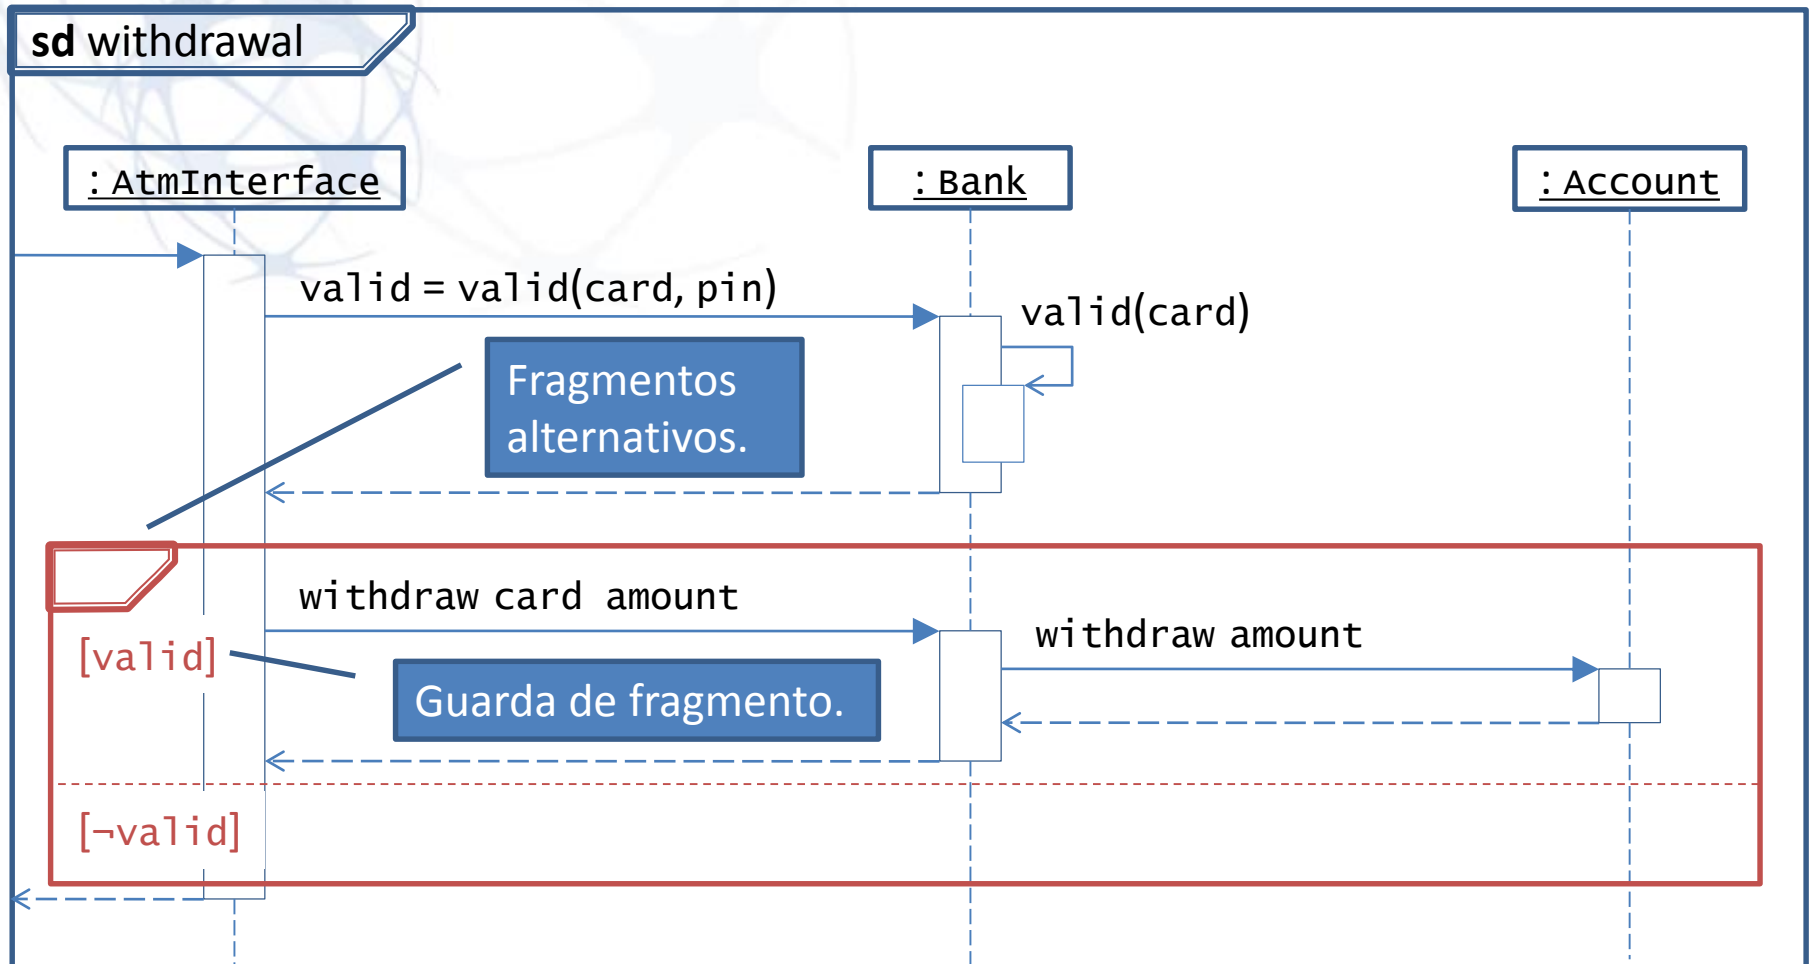 sd withdrawal
: AtmInterface
: Bank
: Account
valid = valid(card, pin)
valid(card)
Fragmentos
alternativos.
withdraw card amount
withdraw amount
[valid]
Guarda de fragmento.
[¬valid]